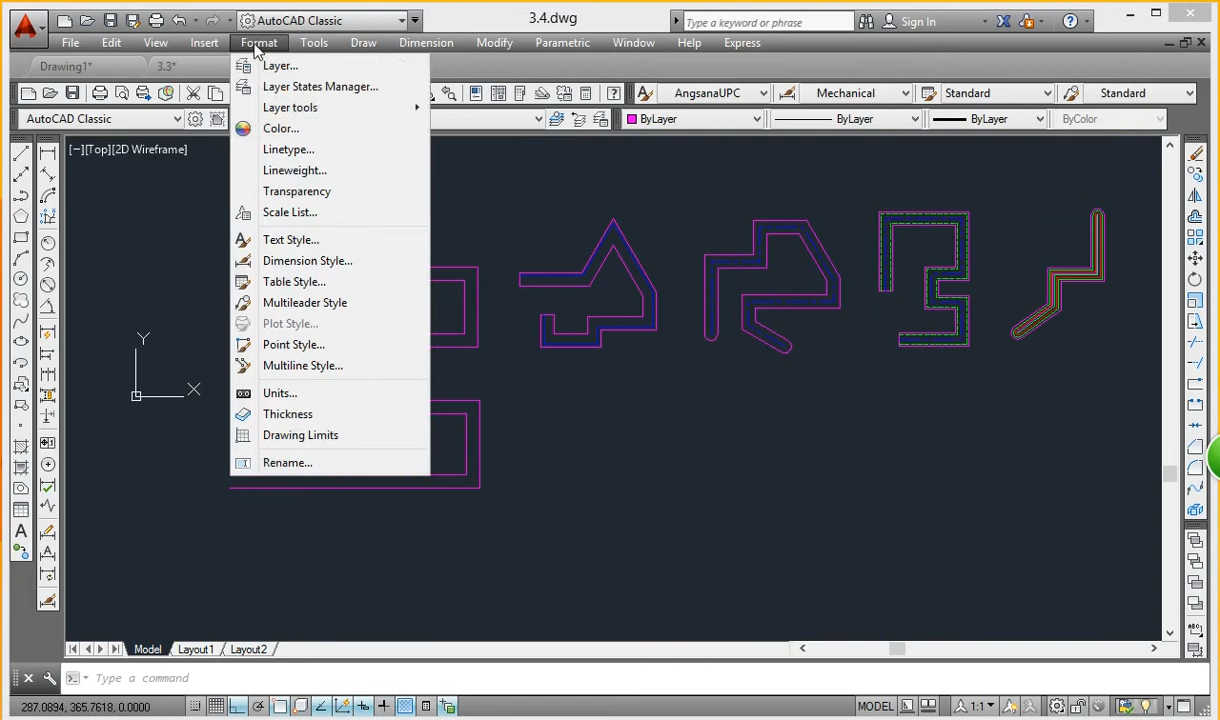 AutoCAD Classic
3.4.dwg
Type a keyword or phrase
Sign In
File Edit View Insert Format Tools Draw Dimension Modify Parametric Window Help Express
Drawing1* 3.3*
AngsanaUPC Mechanical Standard Standard
AutoCAD Classic ByLayer ByLayer ByLayer ByColor
[−][Top][2D Wireframe]
Layer...
Layer States Manager...
Layer tools
Color...
Linetype...
Lineweight...
Transparency
Scale List...
Text Style...
Dimension Style...
Table Style...
Multileader Style
Plot Style...
Point Style...
Multiline Style...
Units...
Thickness
Drawing Limits
Rename...
Y
X
Model Layout1 Layout2
Type a command
287.0894, 365.7618, 0.0000
MODEL
1:1